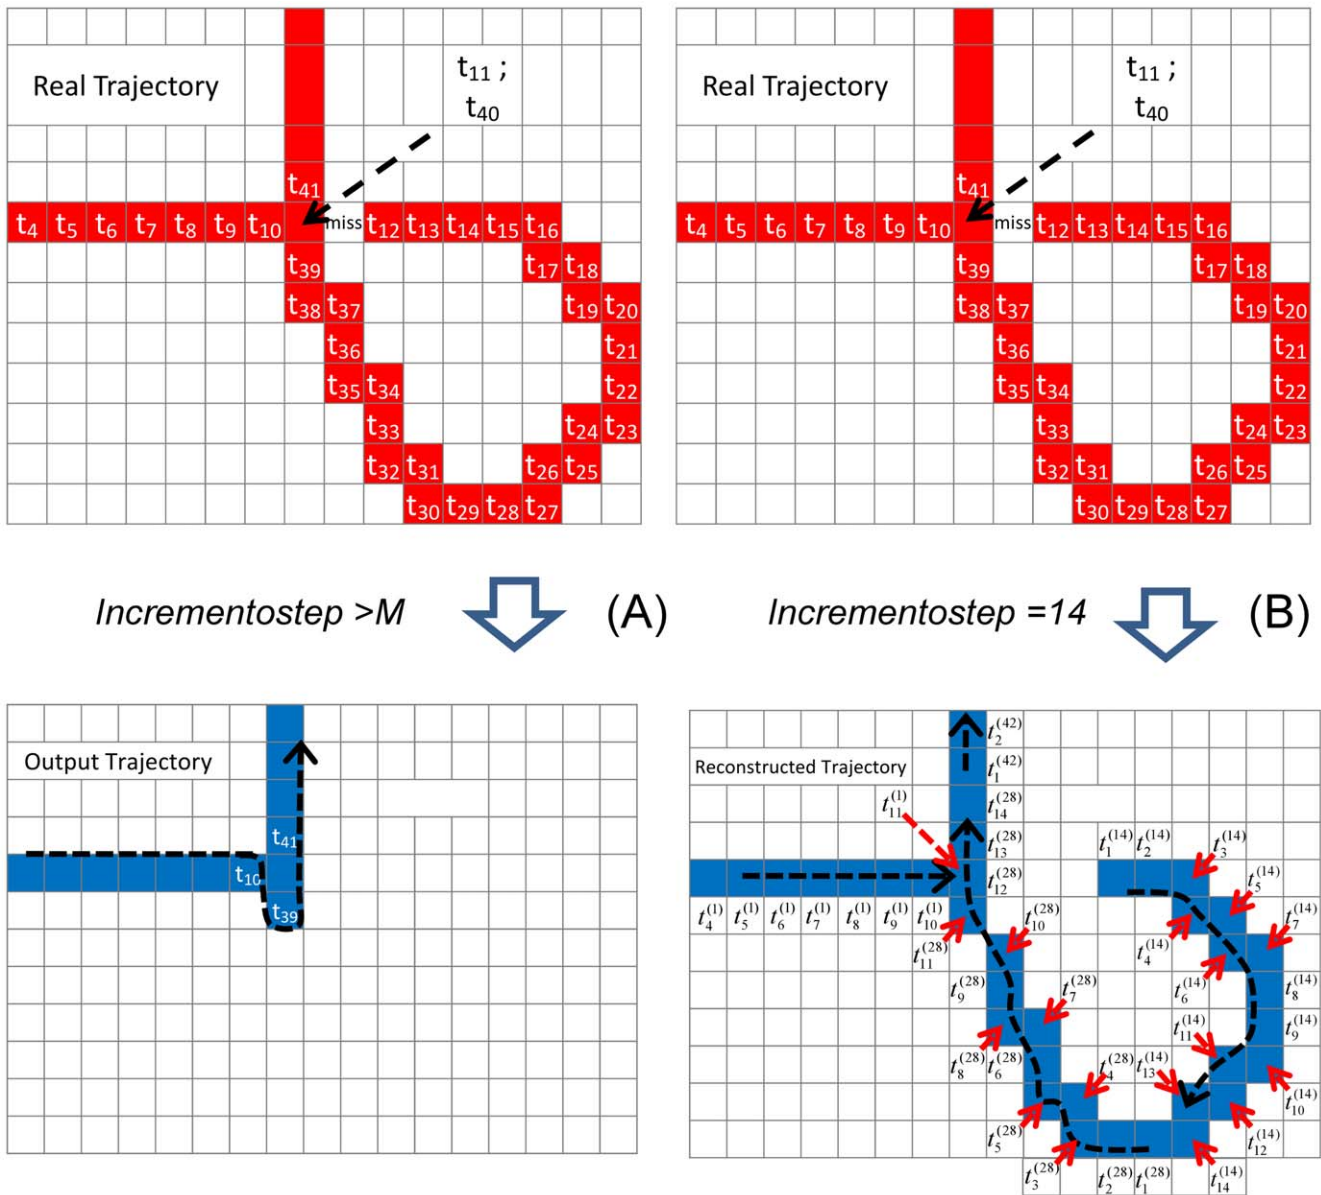 t11 ;
t11 ;
Real Trajectory
Real Trajectory
t40
t40
t41
t41
t4 t5 t6 t7 t8 t9 t10 miss t12 t13 t14 t15 t16
t4 t5 t6 t7 t8 t9 t10 miss t12 t13 t14 t15 t16
t39 t17 t18
t39 t17 t18
t38 t37 t19 t20
t38 t37 t19 t20
t36 t21
t36 t21
t35 t34 t22
t35 t34 t22
t33 t24 t23
t33 t24 t23
t32 t31 t26 t25
t32 t31 t26 t25
t30 t29 t28 t27
t30 t29 t28 t27
Incrementostep >M (A)
Incrementostep =14 (B)
Output Trajectory
t41
t10
t39
t2(42)
Reconstructed Trajectory t1(42)
t11(1) t14(28)
t13(28) t1(14) t2(14) t3(14)
t12(28) t5(14)
t4(1) t5(1) t6(1) t7(1) t8(1) t9(1) t10(1) t10(28) t7(14)
t11(28) t4(14)
t9(28) t7(28) t6(14) t8(14)
t11(14) t9(14)
t8(28) t6(28) t4(28) t13(14)
t10(14)
t5(28) t12(14)
t3(28) t2(28) t1(28) t14(14)